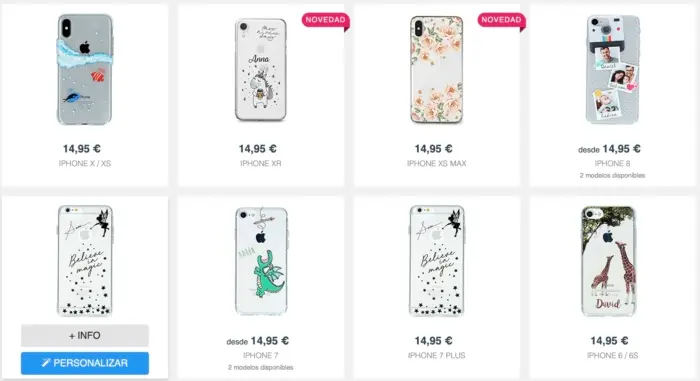 NOVEDAD
NOVEDAD
Anna
14,95 €
IPHONE X / XS
14,95 €
IPHONE XR
14,95 €
IPHONE XS MAX
desde 14,95 €
IPHONE 8
2 modelos disponibles
Believe
in
magic
Believe
in
magic
David
+ INFO
PERSONALIZAR
desde 14,95 €
IPHONE 7
2 modelos disponibles
14,95 €
IPHONE 7 PLUS
14,95 €
IPHONE 6 / 6S